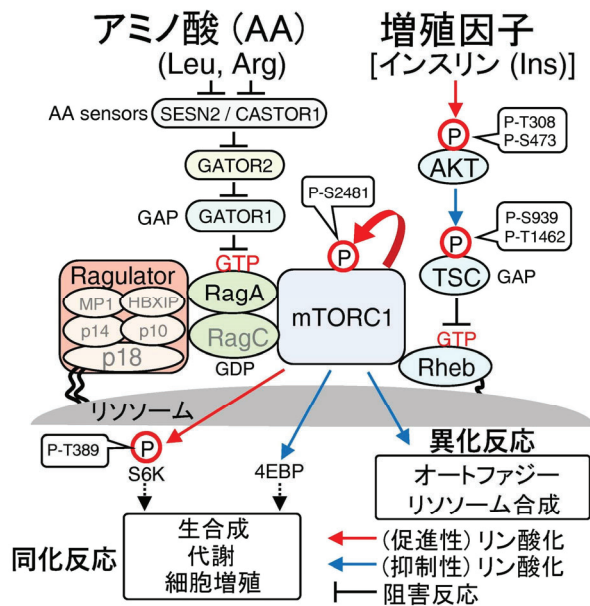 アミノ酸（AA）
(Leu, Arg)
増殖因子
[インスリン (Ins)]
AA sensors
SESN2 / CASTOR1
GATOR2
GAP
GATOR1
GTP
P
P-T308
P-S473
AKT
P
P-S939
P-T1462
TSC
GAP
GTP
Rheb
P-S2481
P
mTORC1
Ragulator
MP1
HBXIP
p14
p10
p18
RagA
RagC
GDP
リソソーム
P-T389
P
S6K
4EBP
異化反応
オートファジー
リソソーム合成
同化反応
生合成
代謝
細胞増殖
(促進性) リン酸化
(抑制性) リン酸化
阻害反応